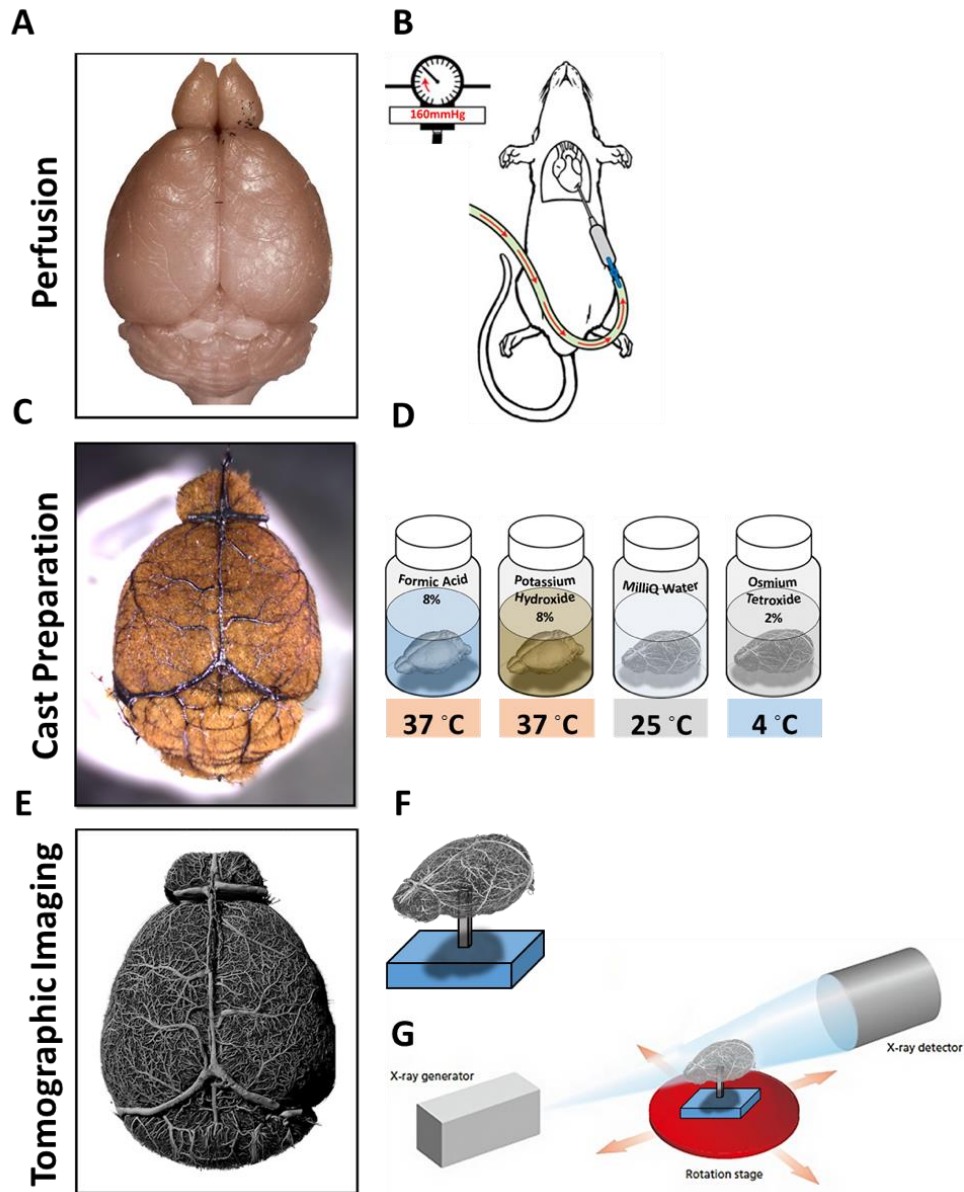 A
B
Perfusion
160mmHg
C
D
Cast Preparation
Formic Acid
8%
Potassium
Hydroxide
8%
MilliQ Water
Osmium
Tetroxide
2%
37 °C
37 °C
25 °C
4 °C
E
F
Tomographic Imaging
G
X-ray generator
X-ray detector
Rotation stage